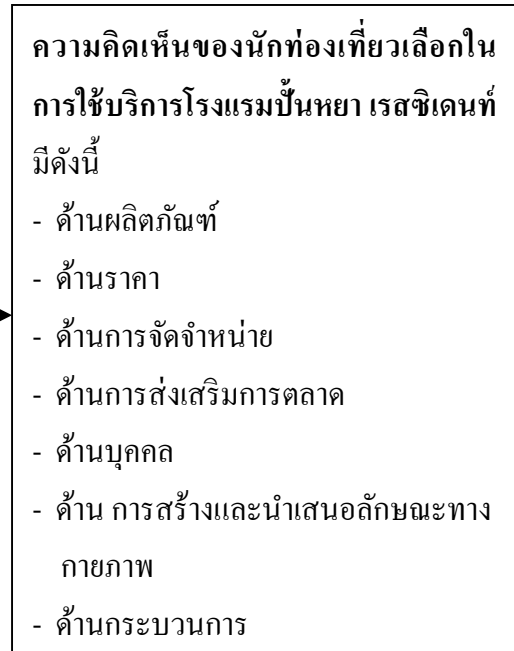 ความคิดเห็นของนักท่องเที่ยวเลือกใน
การใช้บริการโรงแรมปั้นหยา เรสซิเดนท์
มีดังนี้
- ด้านผลิตภัณฑ์
- ด้านราคา
- ด้านการจัดจำหน่าย
- ด้านการส่งเสริมการตลาด
- ด้านบุคคล
- ด้าน การสร้างและนำเสนอลักษณะทาง
กายภาพ
- ด้านกระบวนการ